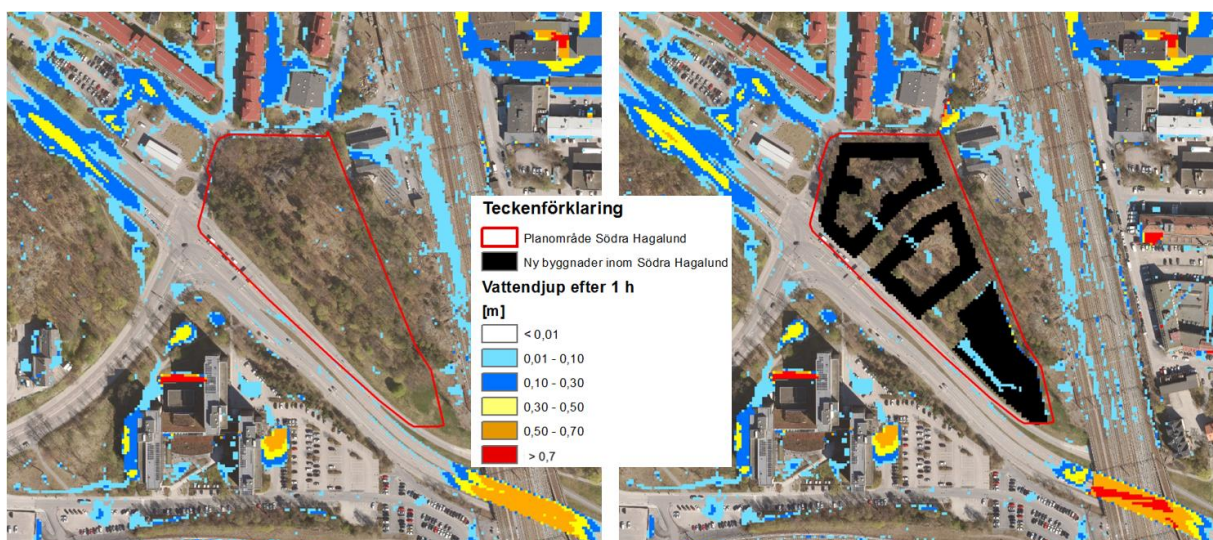 Teckenförklaring
Planområde Södra Hagalund
Ny byggnader inom Södra Hagalund
Vattendjup efter 1 h
[m]
< 0,01
0,01 - 0,10
0,10 - 0,30
0,30 - 0,50
0,50 - 0,70
> 0,7